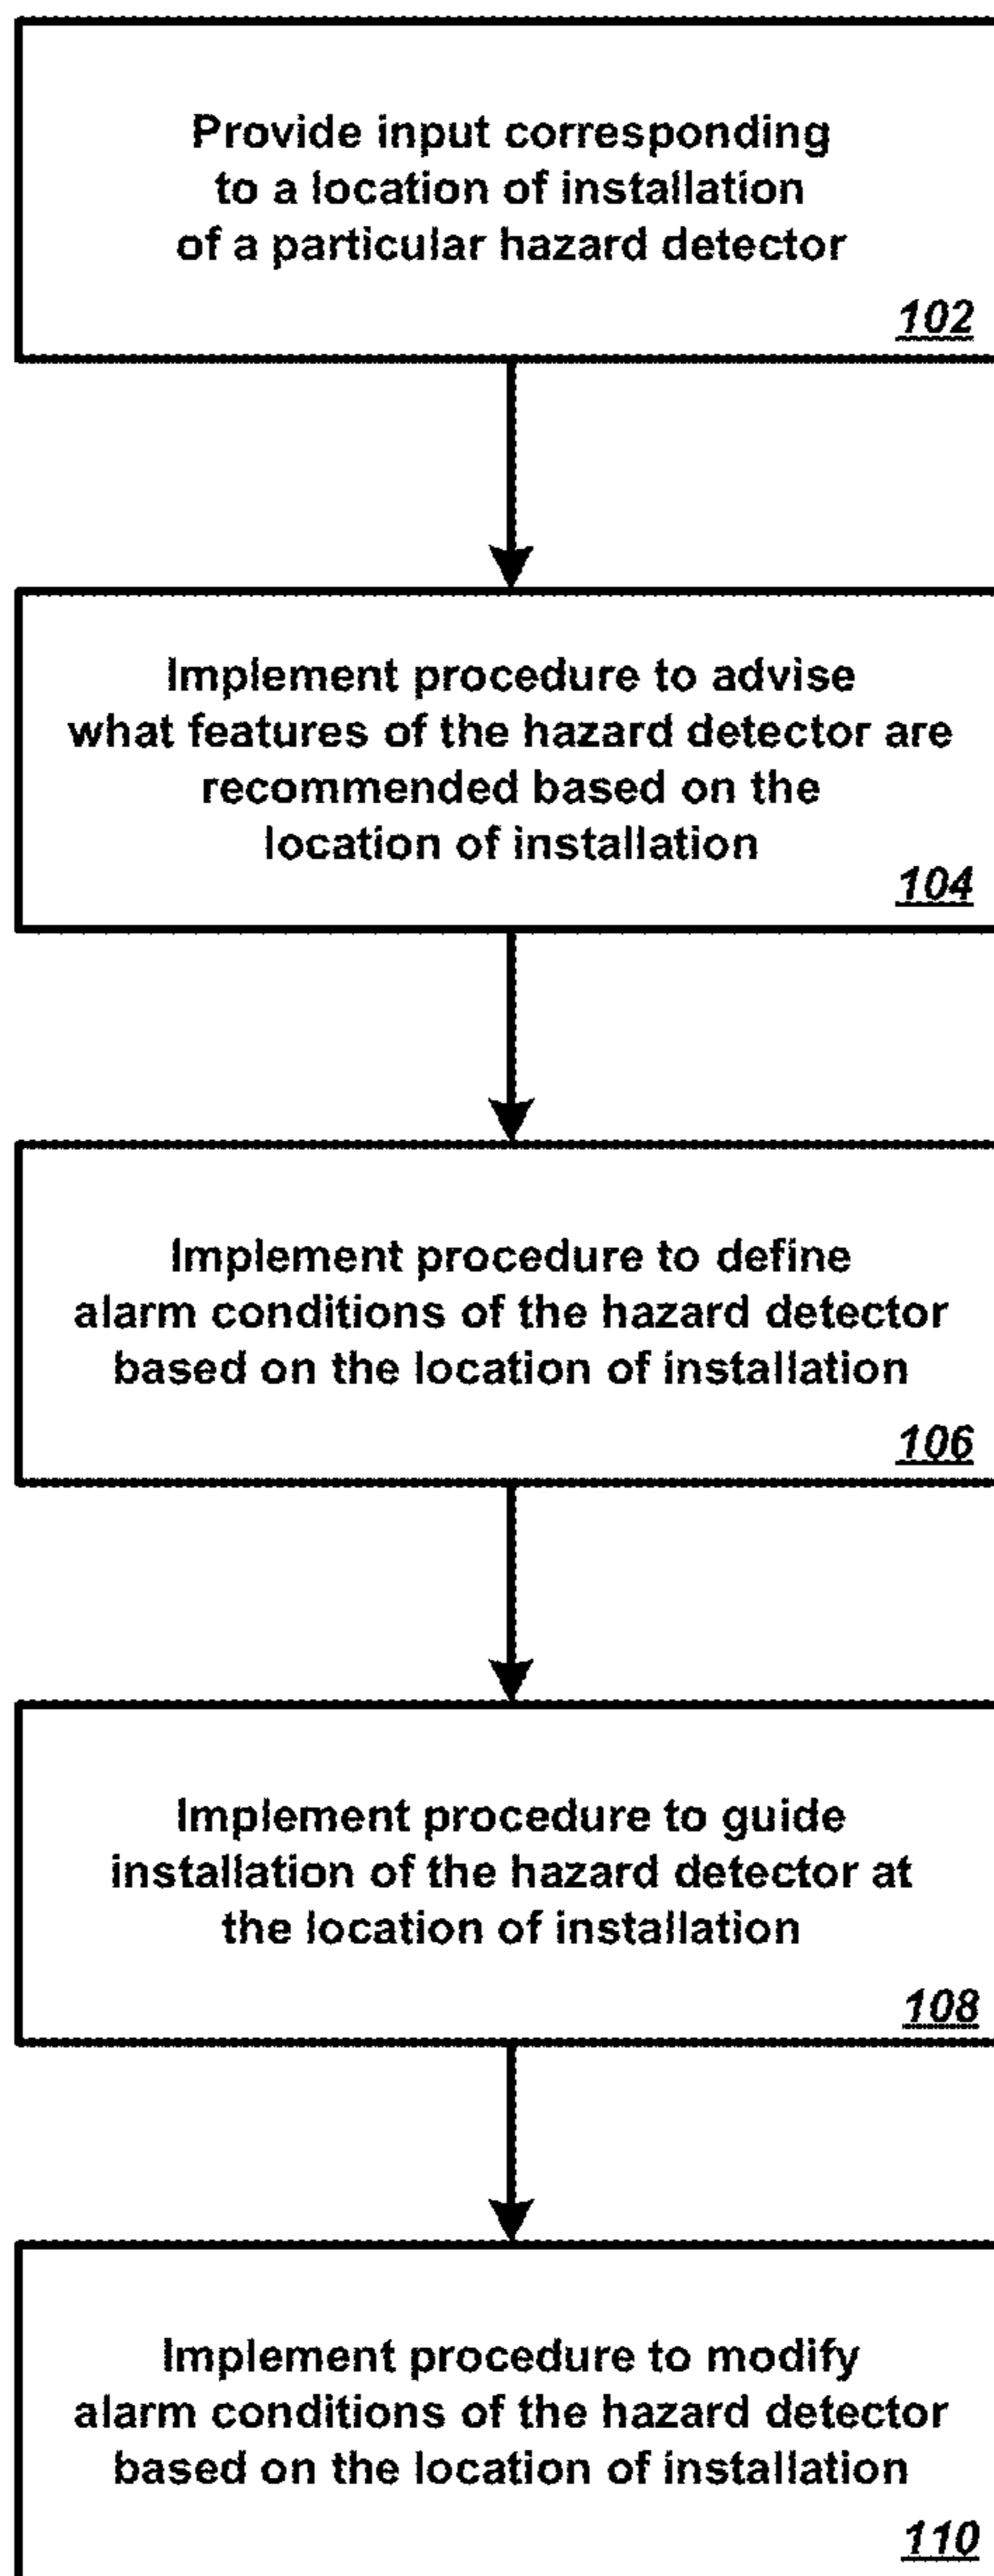 Provide input corresponding
to a location of installation
of a particular hazard detector
102
Implement procedure to advise
what features of the hazard detector are
recommended based on the
location of installation
104
Implement procedure to define
alarm conditions of the hazard detector
based on the location of installation
106
Implement procedure to guide
installation of the hazard detector at
the location of installation
108
Implement procedure to modify
alarm conditions of the hazard detector
based on the location of installation
110